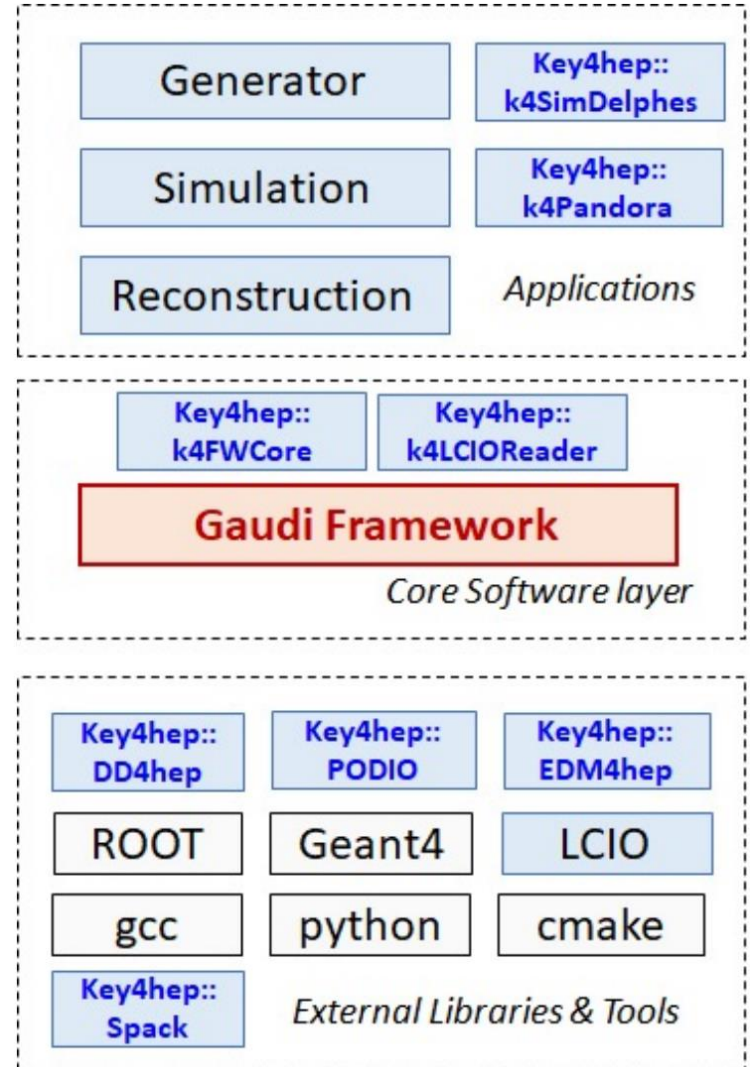 Generator
Key4hep::
k4SimDelphes
Simulation
Key4hep::
k4Pandora
Reconstruction
Applications
Key4hep::
k4FWCore
Key4hep::
k4LCIOReader
Gaudi Framework
Core Software layer
Key4hep::
DD4hep
Key4hep::
PODIO
Key4hep::
EDM4hep
ROOT
Geant4
LCIO
gcc
python
cmake
Key4hep::
Spack
External Libraries & Tools